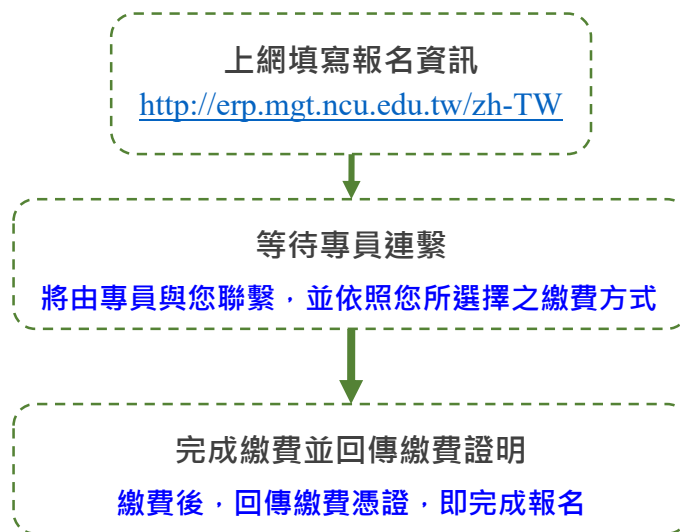 上網填寫報名資訊
http://erp.mgt.ncu.edu.tw/zh-TW
等待專員連繫
將由專員與您聯繫，並依照您所選擇之繳費方式
完成繳費並回傳繳費證明
繳費後，回傳繳費憑證，即完成報名